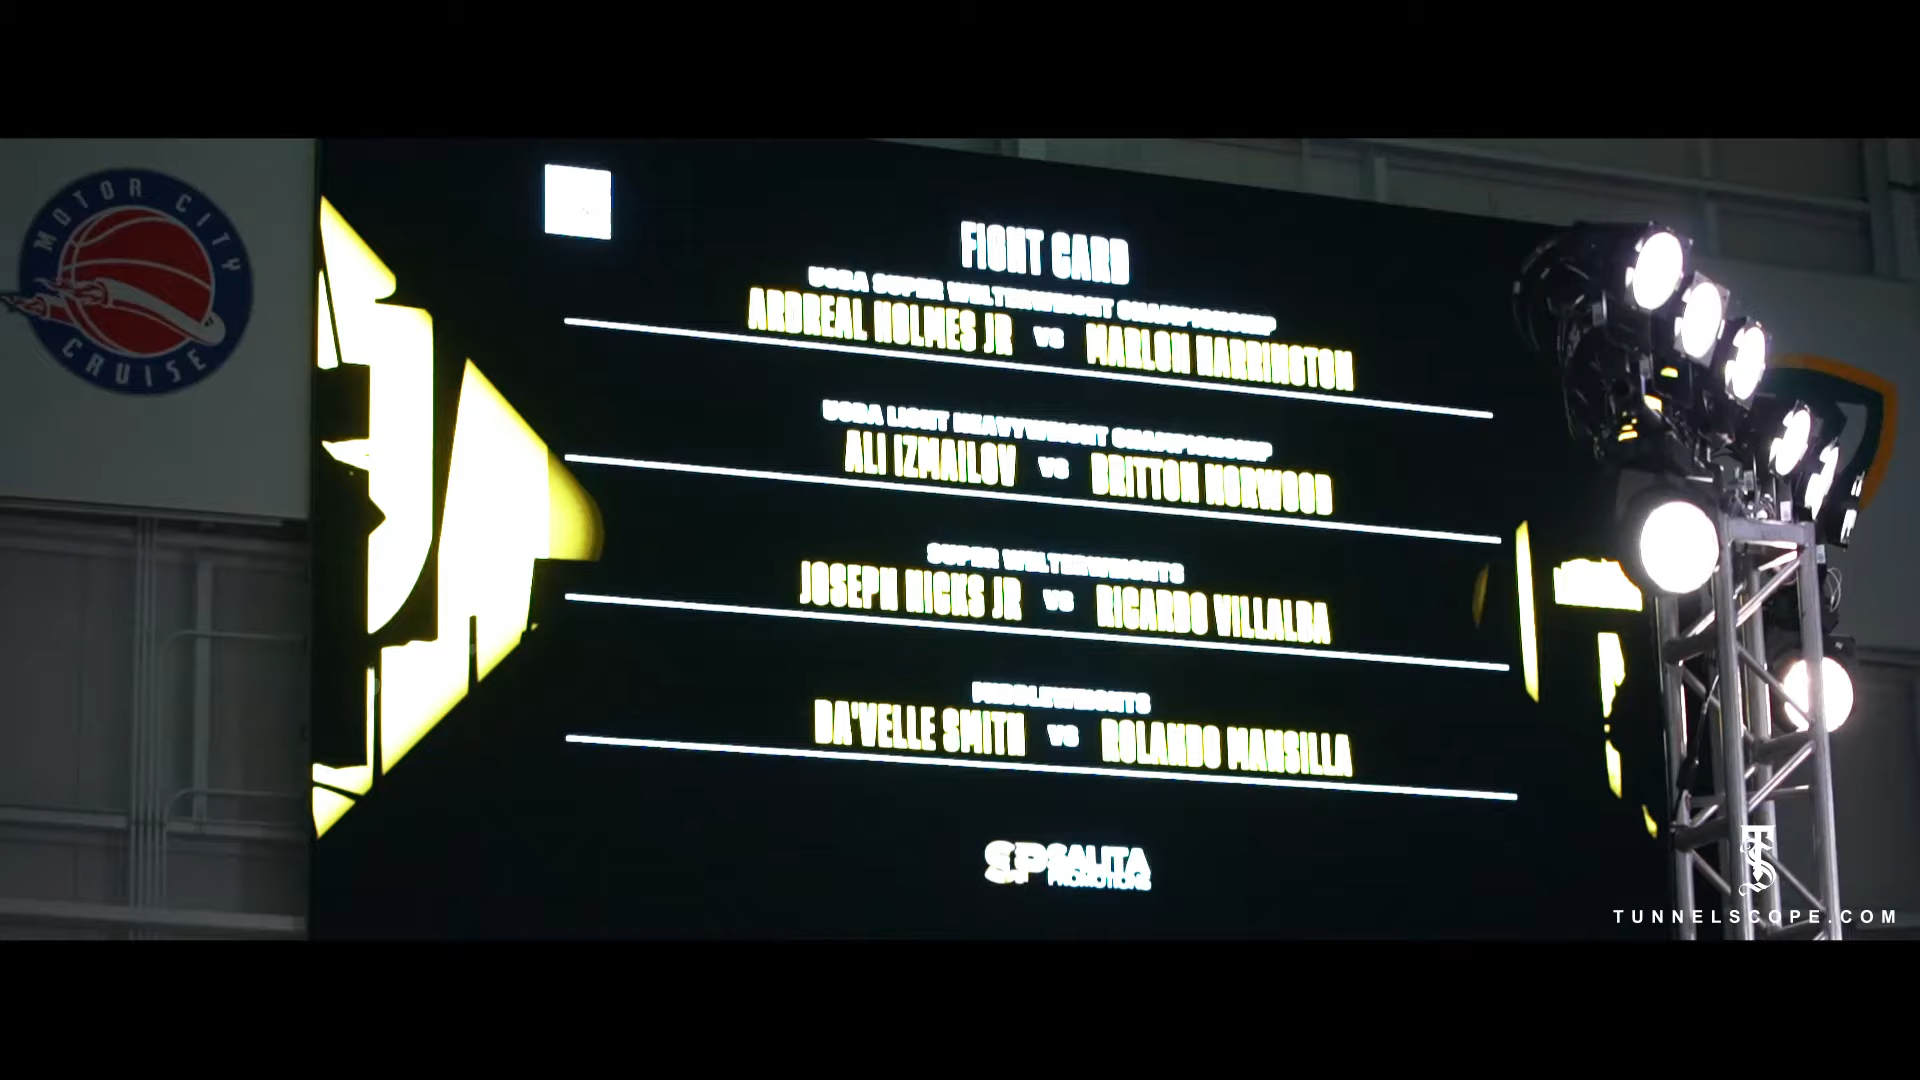 MOTOR CITY
CRUISE
FIGHT CARD
USBA SUPER WELTERWEIGHT CHAMPIONSHIP
ARDREAL HOLMES JR VS MARLON HARRINGTON
USBA LIGHT HEAVYWEIGHT CHAMPIONSHIP
ALI IZMAILOV VS BRITTON NORWOOD
SUPER WELTERWEIGHTS
JOSEPH HICKS JR VS RICARDO VILLALBA
MIDDLEWEIGHTS
DA'VELLE SMITH VS ROLANDO MANSILLA
SP SALITA
PROMOTIONS
TS
TUNNELSCOPE.COM